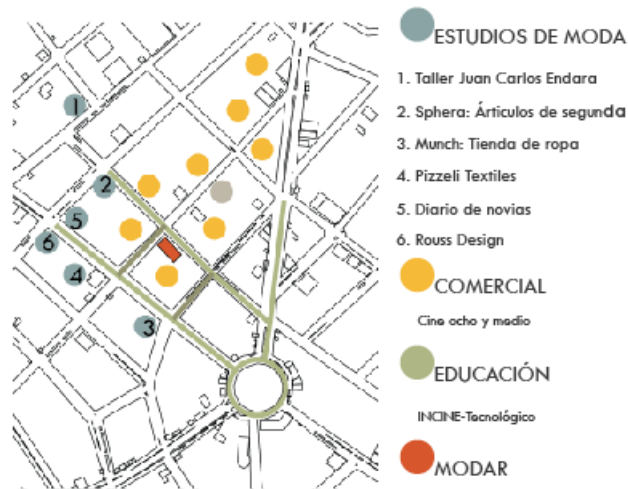 ESTUDIOS DE MODA
1. Taller Juan Carlos Endara
2. Sphera: Árticulos de segunda
3. Munch: Tienda de ropa
4. Pizzeli Textiles
5. Diario de novias
6. Rouss Design
COMERCIAL
Cine ocho y medio
EDUCACIÓN
INCINE-Tecnológico
MODAR
1
2
5
6
4
3